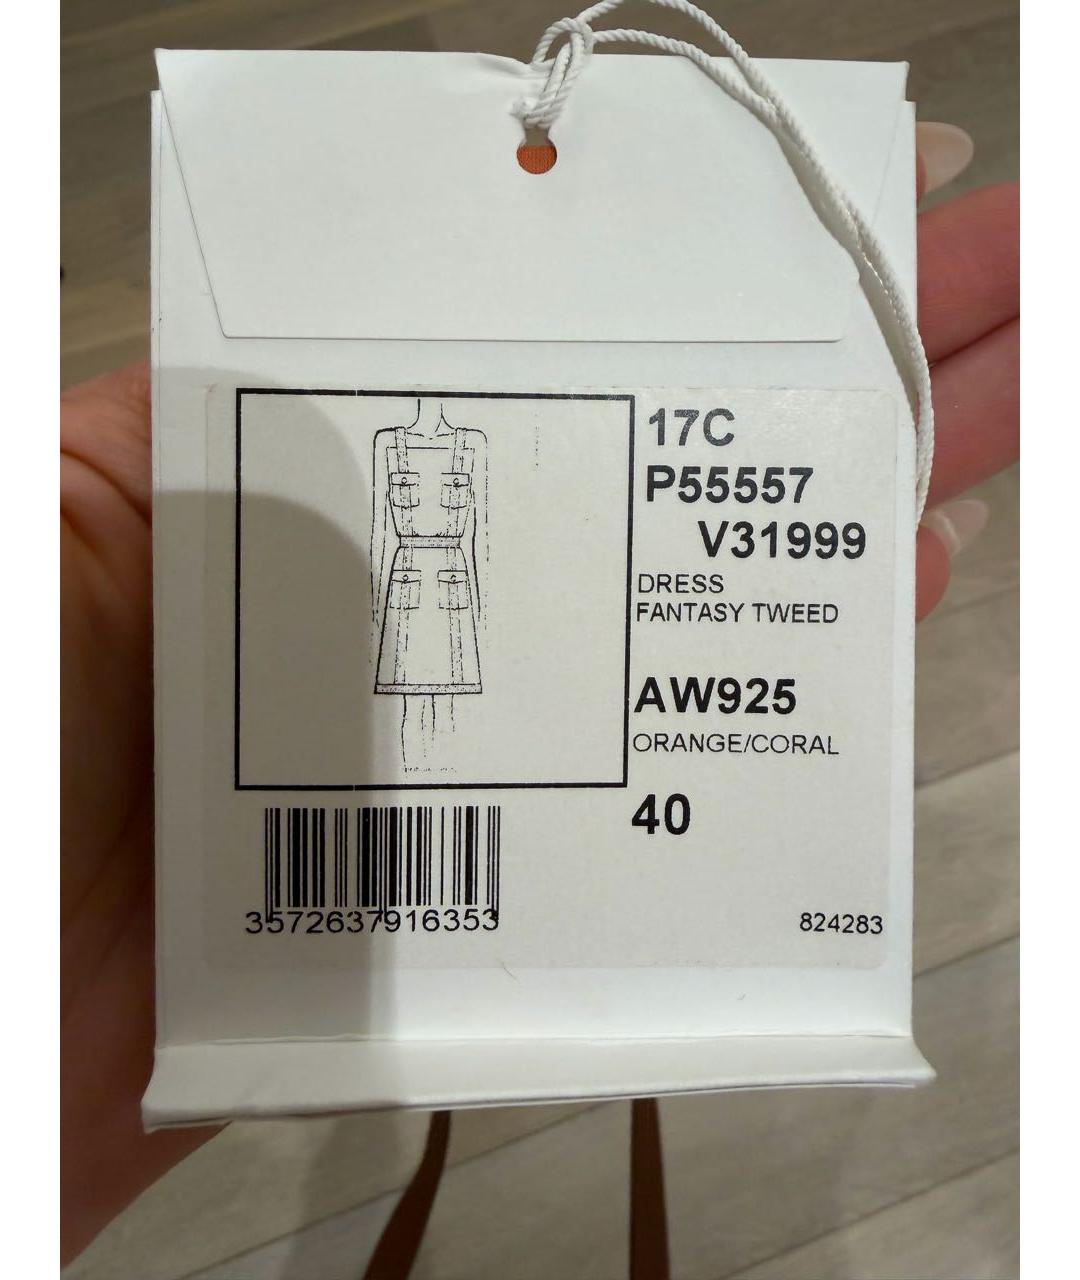 17C
P55557
V31999
DRESS
FANTASY TWEED
AW925
ORANGE/CORAL
40
3572637916353
824283